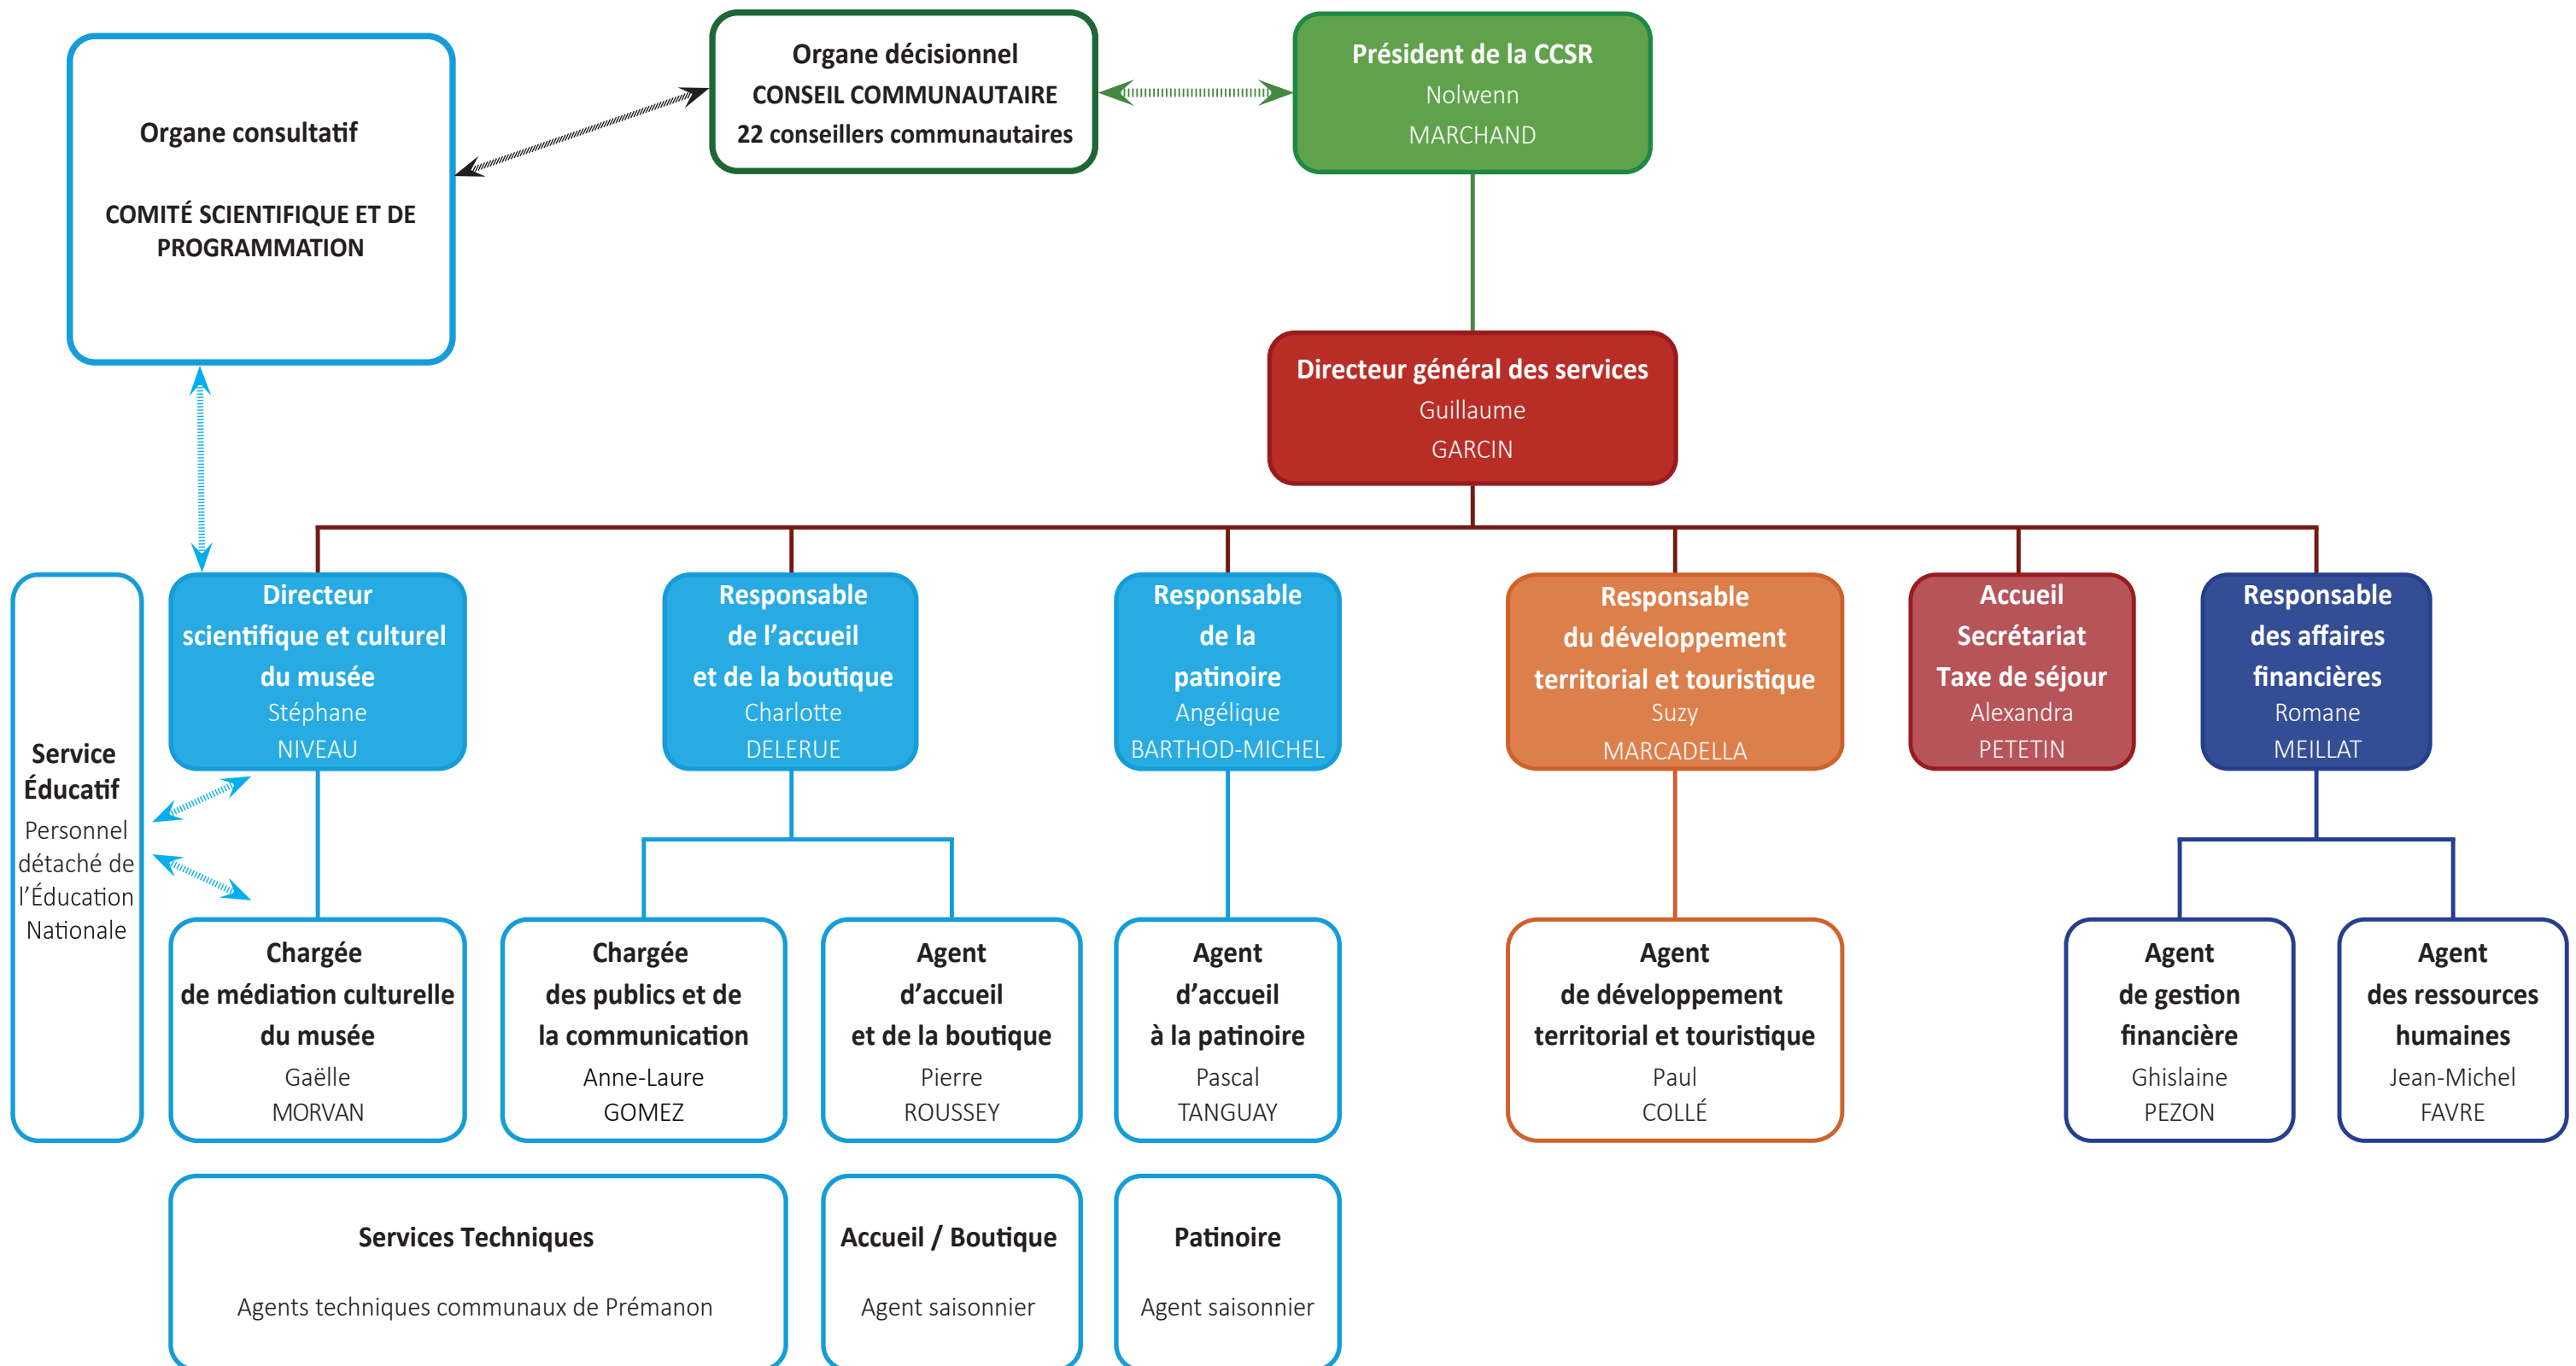 Organe consultatif
COMITÉ SCIENTIFIQUE ET DE
PROGRAMMATION
Organe décisionnel
CONSEIL COMMUNAUTAIRE
22 conseillers communautaires
Président de la CCSR
Nolwenn
MARCHAND
Directeur général des services
Guillaume
GARCIN
Service
Éducatif
Personnel
détaché de
l’Éducation
Nationale
Directeur
scientifique et culturel
du musée
Stéphane
NIVEAU
Responsable
de l’accueil
et de la boutique
Charlotte
DELERUE
Responsable
de la
patinoire
Angélique
BARTHOD-MICHEL
Responsable
du développement
territorial et touristique
Suzy
MARCADELLA
Accueil
Secrétariat
Taxe de séjour
Alexandra
PETETIN
Responsable
des affaires
financières
Romane
MEILLAT
Chargée
de médiation culturelle
du musée
Gaëlle
MORVAN
Chargée
des publics et de
la communication
Anne-Laure
GOMEZ
Agent
d’accueil
et de la boutique
Pierre
ROUSSEY
Agent
d’accueil
à la patinoire
Pascal
TANGUAY
Agent
de développement
territorial et touristique
Paul
COLLÉ
Agent
de gestion
financière
Ghislaine
PEZON
Agent
des ressources
humaines
Jean-Michel
FAVRE
Services Techniques
Agents techniques communaux de Prémanon
Accueil / Boutique
Agent saisonnier
Patinoire
Agent saisonnier